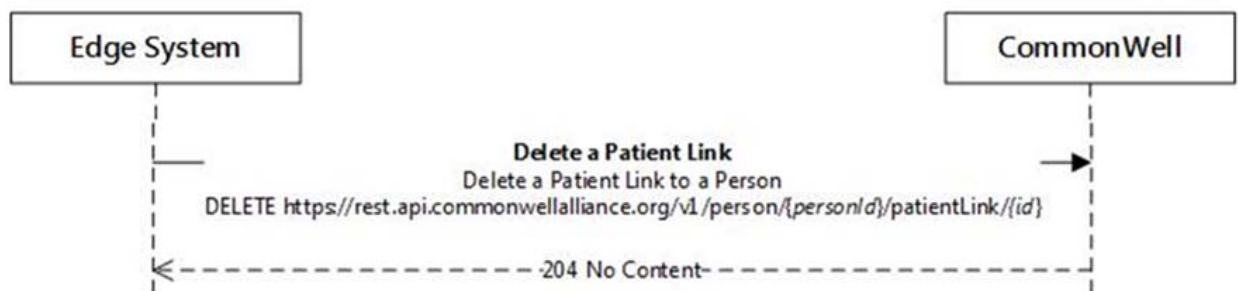 Edge System
CommonWell
Delete a Patient Link
Delete a Patient Link to a Person
DELETE https://rest.api.commonwellalliance.org/v1/person/{personId}/patientLink/{id}
204 No Content